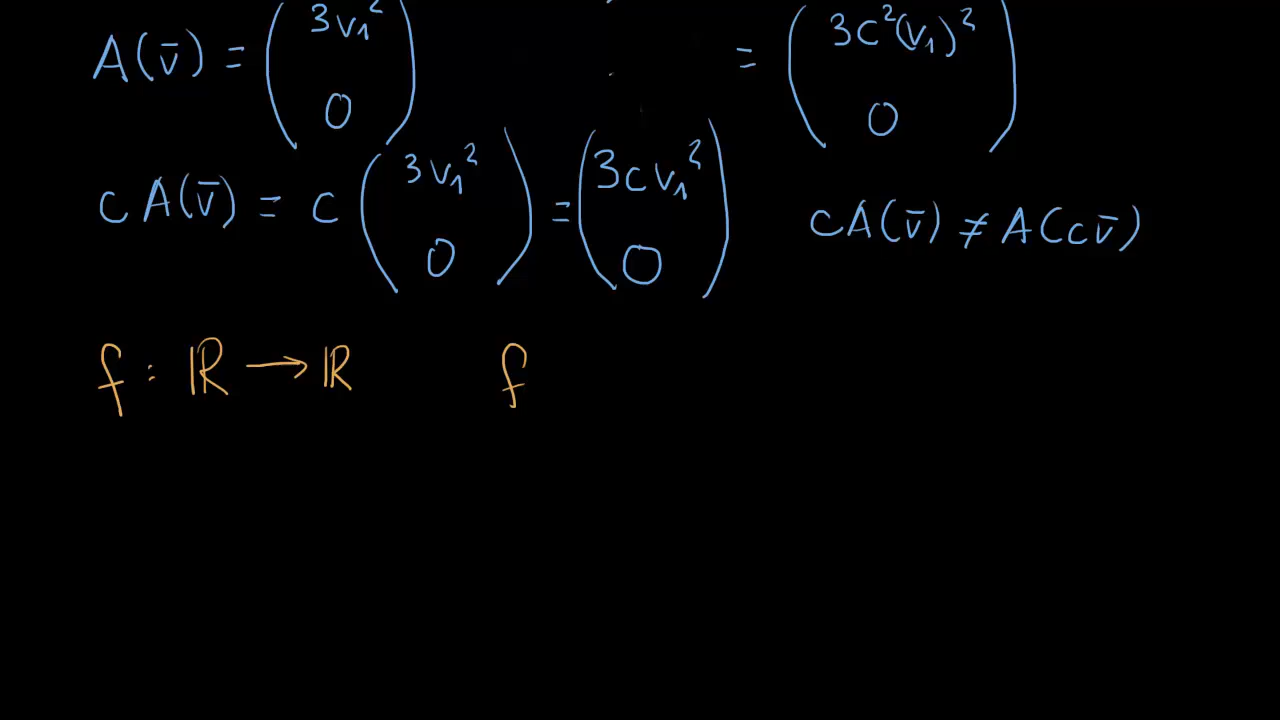 A(v̄) = (3v₁² 0) = (3c²(v₁)² 0)
cA(v̄) = c (3v₁² 0) = (3cv₁² 0) cA(v̄) ≠ A(cv̄)
f : ℝ → ℝ f